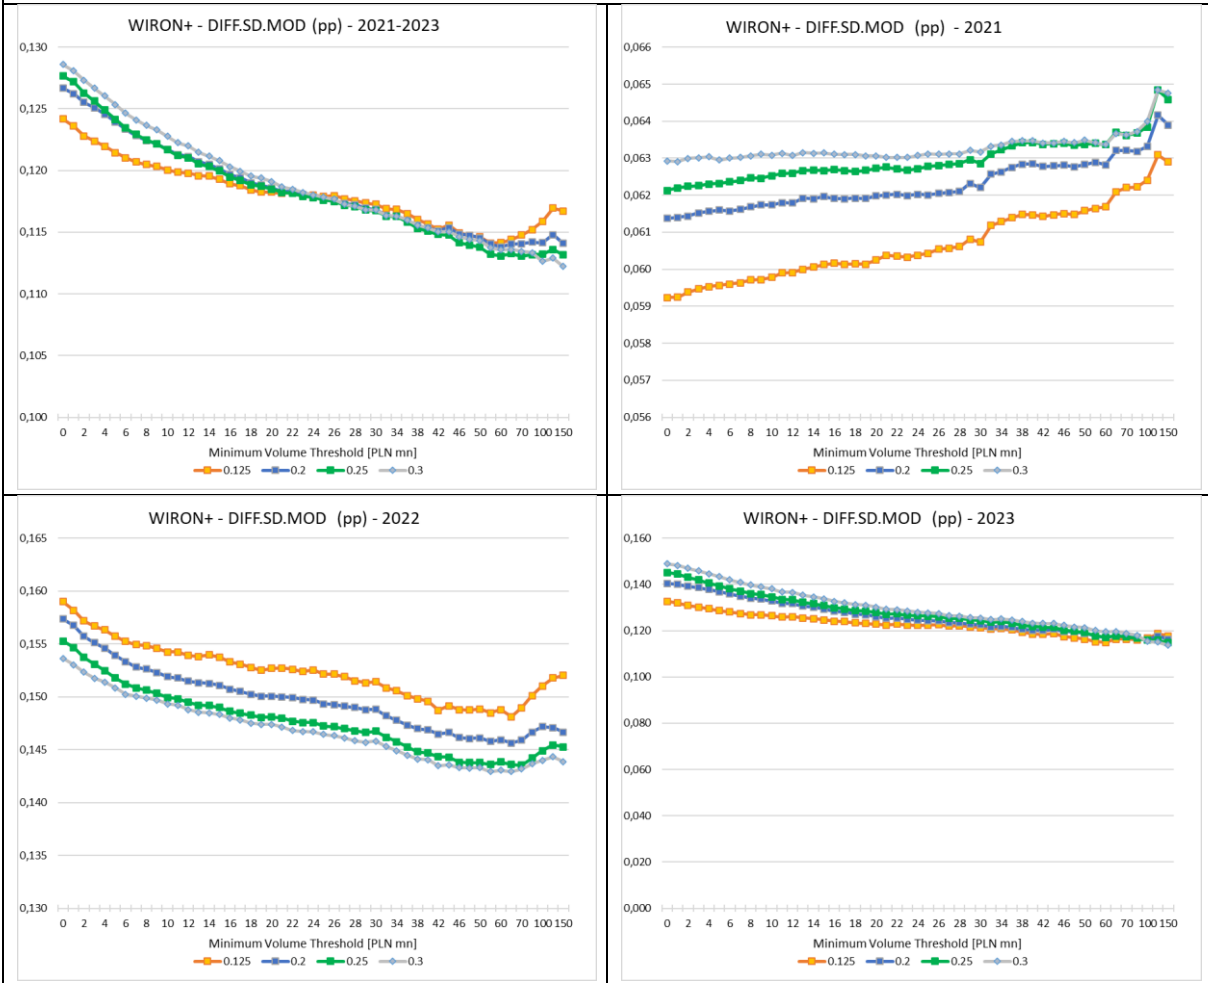 WIRON+ - DIFF.SD.MOD (pp) - 2021-2023
0,130
0,125
0,120
0,115
0,110
0,105
0,100
0 2 4 6 8 10 12 14 16 18 20 22 24 26 28 30 34 38 42 46 50 60 70 100 150
Minimum Volume Threshold [PLN mn]
0.125 0.2 0.25 0.3
WIRON+ - DIFF.SD.MOD (pp) - 2021
0,066
0,065
0,064
0,063
0,062
0,061
0,060
0,059
0,058
0,057
0,056
0 2 4 6 8 10 12 14 16 18 20 22 24 26 28 30 34 38 42 46 50 60 70 100 150
Minimum Volume Threshold [PLN mn]
0.125 0.2 0.25 0.3
WIRON+ - DIFF.SD.MOD (pp) - 2022
0,165
0,160
0,155
0,150
0,145
0,140
0,135
0,130
0 2 4 6 8 10 12 14 16 18 20 22 24 26 28 30 34 38 42 46 50 60 70 100 150
Minimum Volume Threshold [PLN mn]
0.125 0.2 0.25 0.3
WIRON+ - DIFF.SD.MOD (pp) - 2023
0,160
0,140
0,120
0,100
0,080
0,060
0,040
0,020
0,000
0 2 4 6 8 10 12 14 16 18 20 22 24 26 28 30 34 38 42 46 50 60 70 100 150
Minimum Volume Threshold [PLN mn]
0.125 0.2 0.25 0.3